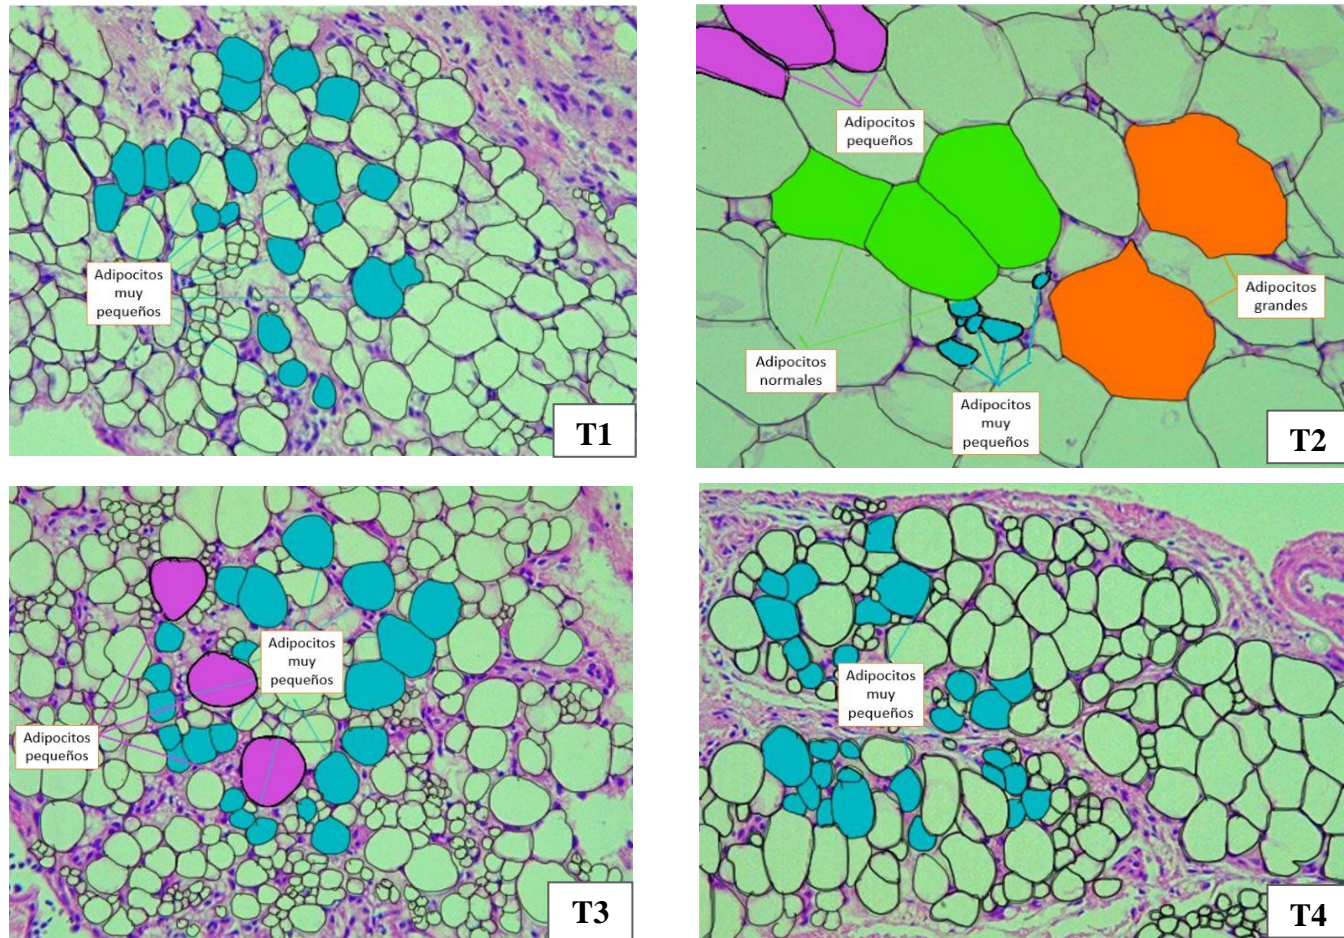 Adipocitos
muy
pequeños
T1
Adipocitos
pequeños
Adipocitos
grandes
Adipocitos
normales
Adipocitos
muy
pequeños
T2
Adipocitos
muy
pequeños
Adipocitos
pequeños
T3
Adipocitos
muy
pequeños
T4